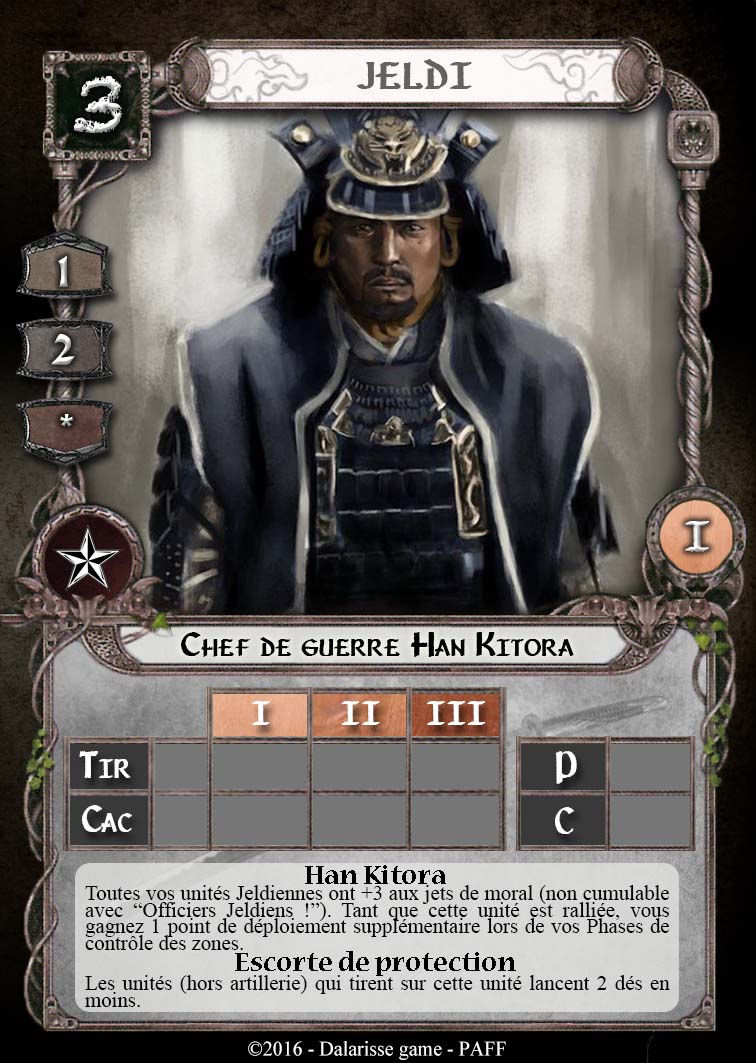 JELDI
3
1
2
*
I
Chef de guerre Han Kitora
I II III
Tir
Cac
P
C
Han Kitora
Toutes vos unités Jeldiennes ont +3 aux jets de moral (non cumulable
avec “Officiers Jeldiens !”). Tant que cette unité est ralliée, vous
gagnez 1 point de déploiement supplémentaire lors de vos Phases de
contrôle des zones.
Escorte de protection
Les unités (hors artillerie) qui tirent sur cette unité lancent 2 dés en
moins.
©2016 - Dalarisse game - PAFF